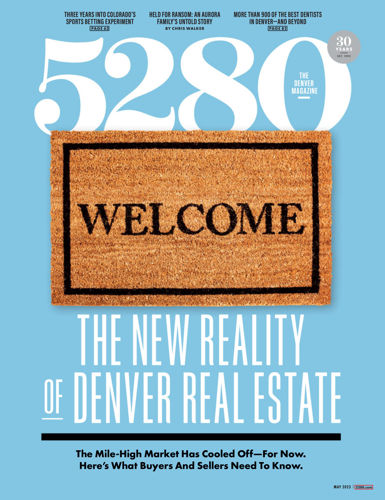 THREE YEARS INTO COLORADO'S
SPORTS BETTING EXPERIMENT
HELD FOR RANSOM: AN AURORA
FAMILY'S UNTOLD STORY
BY CHRIS WALKER
MORE THAN 900 OF THE BEST DENTISTS
IN DENVER—AND BEYOND
5280
30
YEARS
THE
DENVER
MAGAZINE
WELCOME
THE NEW REALITY
OF DENVER REAL ESTATE
The Mile-High Market Has Cooled Off—For Now.
Here's What Buyers And Sellers Need To Know.
MAY 2023